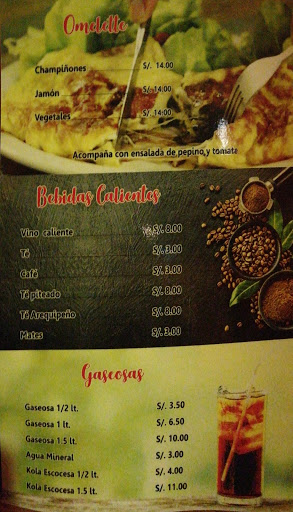 Omelette
Champiñones S/. 14.00
Jamón S/. 14.00
Vegetales S/. 14.00
Acompaña con ensalada de pepino y tomata
Bebidas Calientes
Vino caliente S/. 8.00
Té S/. 3.00
Café S/. 3.00
Té piteado S/. 8.00
Té Arequipeño S/. 8.00
Mates S/. 3.00
Gaseosas
Gaseosa 1/2 lt. S/. 3.50
Gaseosa 1 lt. S/. 6.50
Gaseosa 1.5 lt. S/. 10.00
Agua Mineral S/. 3.00
Kola Escocesa 1/2 lt. S/. 4.00
Kola Escocesa 1.5 lt. S/. 11.00